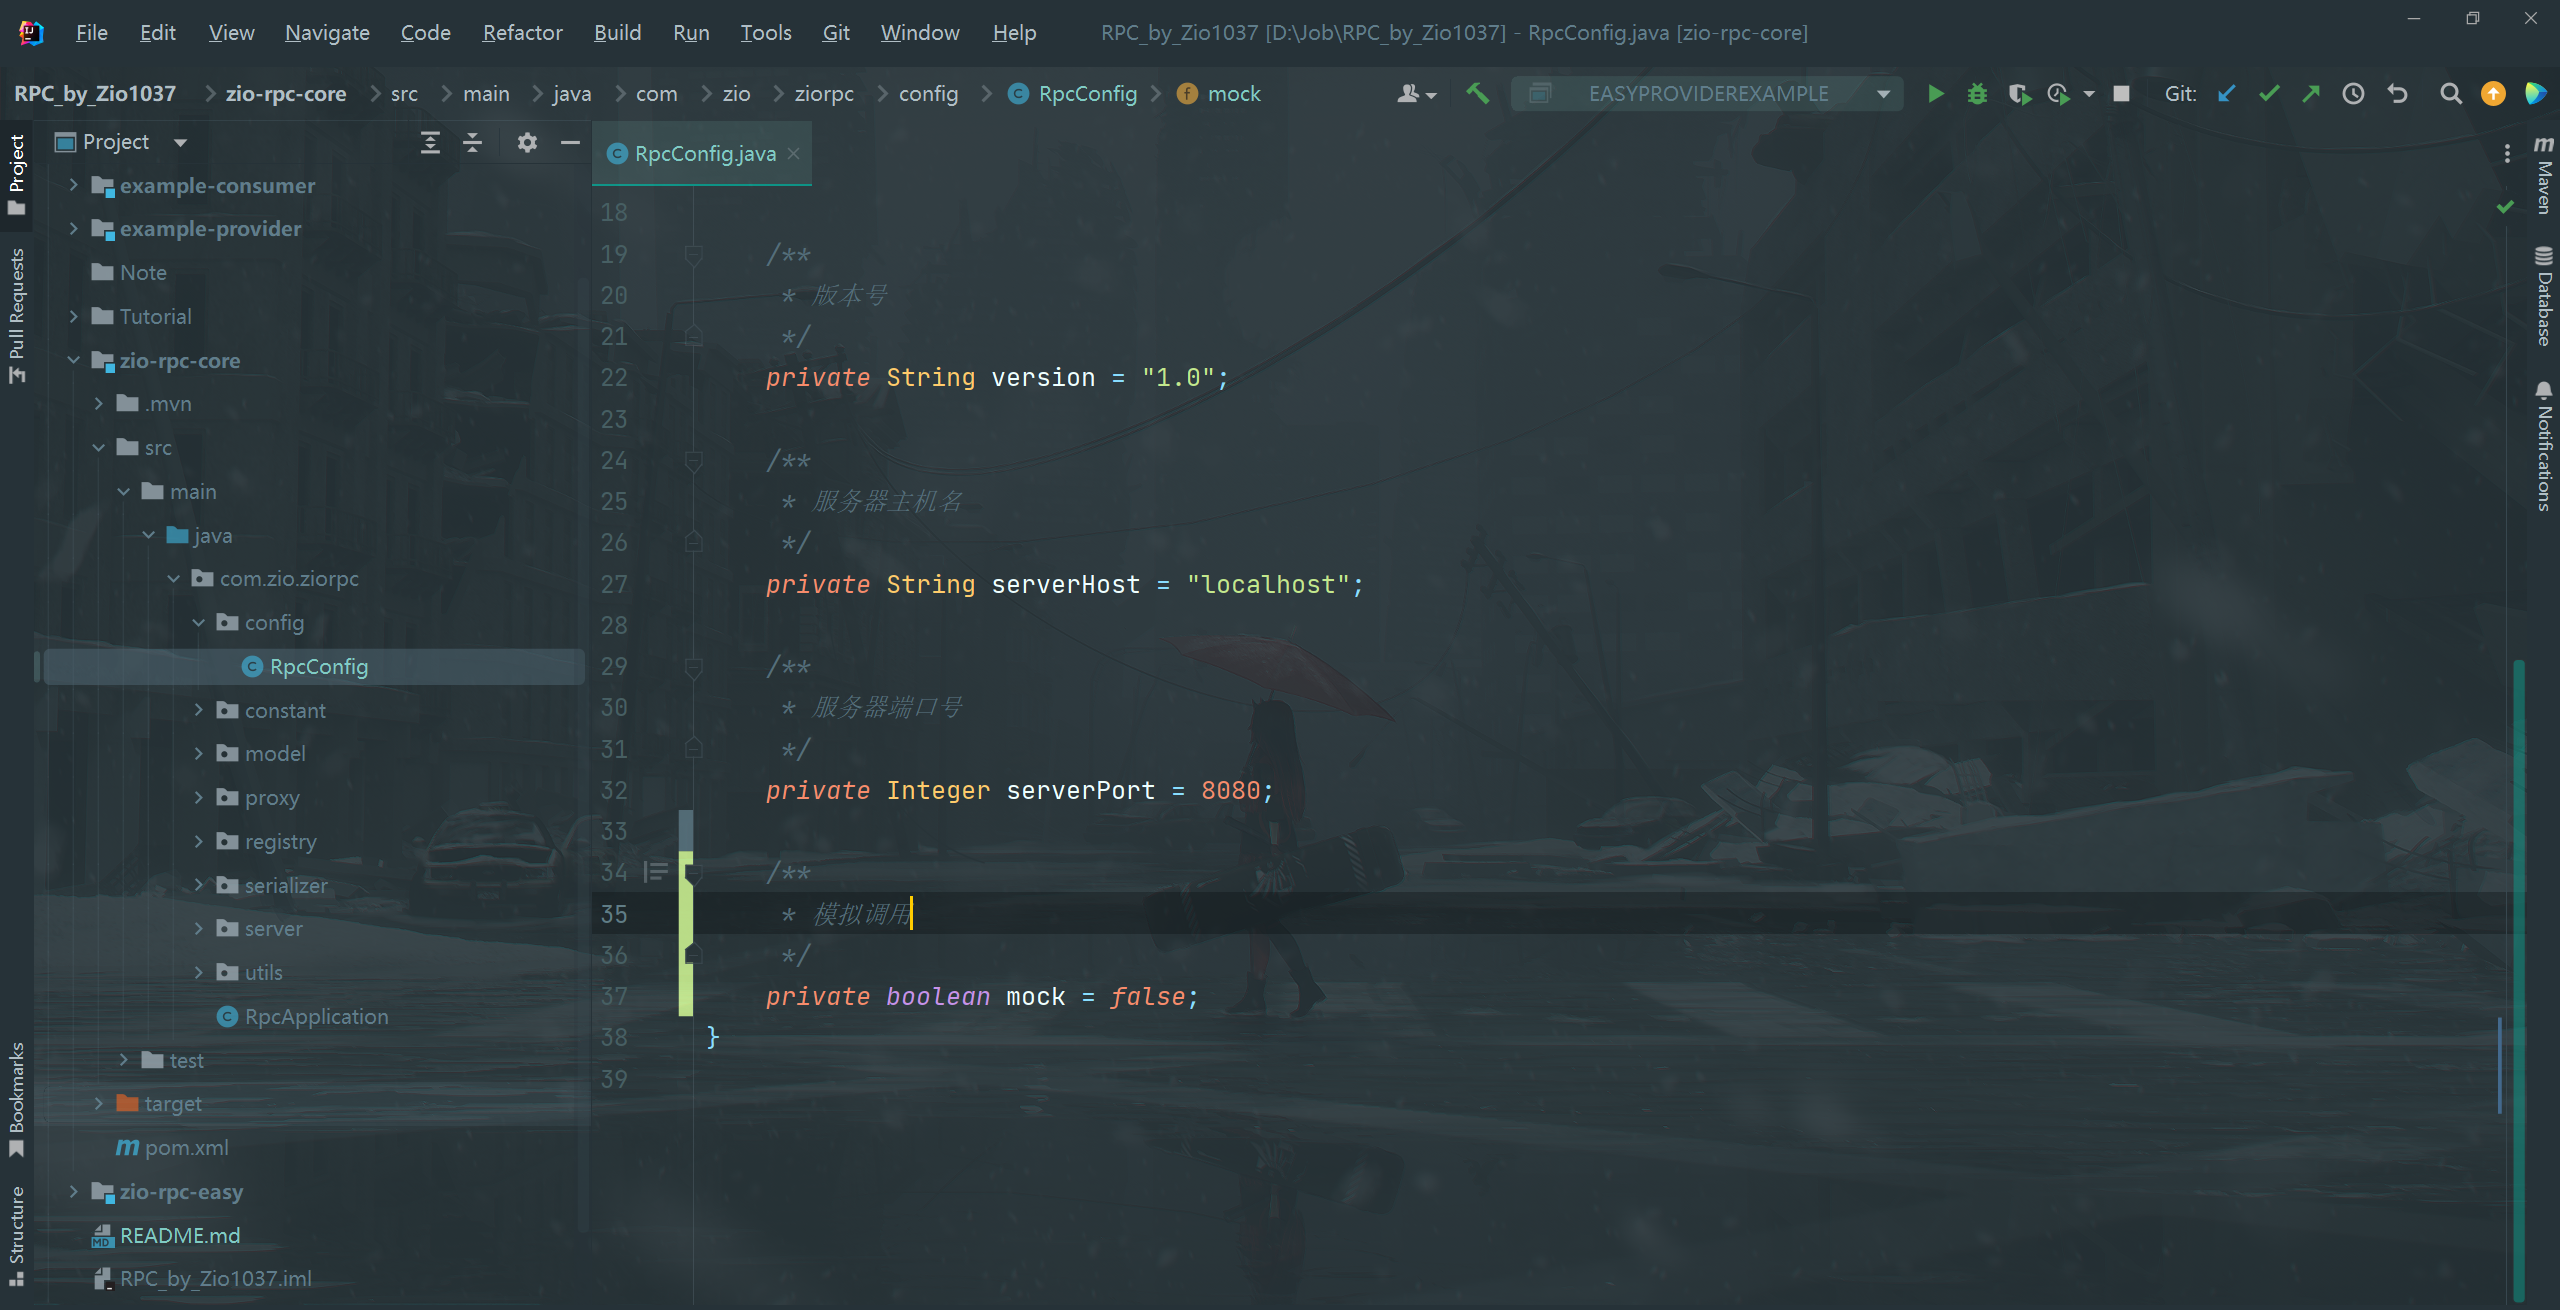 File Edit View Navigate Code Refactor Build Run Tools Git Window Help RPC_by_Zio1037 [D:\Job\RPC_by_Zio1037] - RpcConfig.java [zio-rpc-core]
RPC_by_Zio1037 zio-rpc-core src main java com zio ziorpc config RpcConfig mock EASYPROVIDEREXAMPLE Git:
Project
Pull Requests
Bookmarks
Structure
Project
example-consumer
example-provider
Note
Tutorial
zio-rpc-core
.mvn
src
main
java
com.zio.ziorpc
config
RpcConfig
constant
model
proxy
registry
serializer
server
utils
RpcApplication
test
target
pom.xml
zio-rpc-easy
README.md
RPC_by_Zio1037.iml
RpcConfig.java
18
19 /**
20 * 版本号
21 */
22 private String version = "1.0";
23
24 /**
25 * 服务器主机名
26 */
27 private String serverHost = "localhost";
28
29 /**
30 * 服务器端口号
31 */
32 private Integer serverPort = 8080;
33
34 /**
35 * 模拟调用
36 */
37 private boolean mock = false;
38 }
39
Maven
Database
Notifications